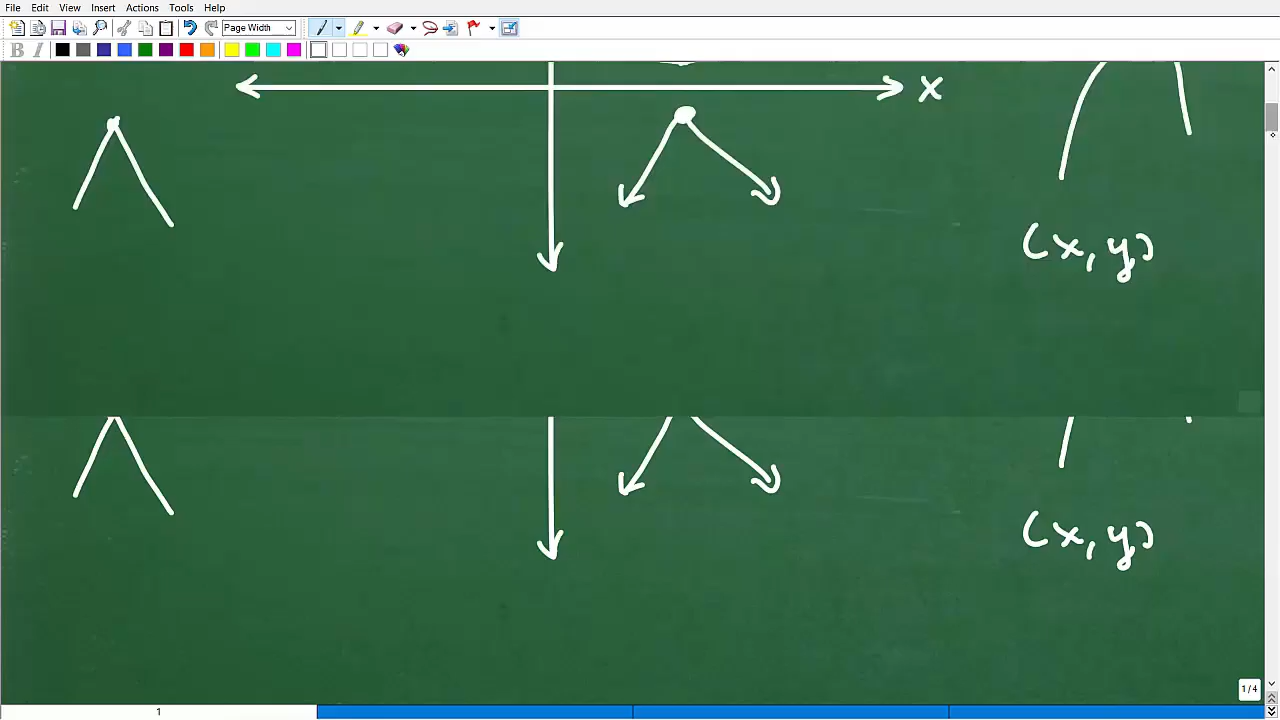 File Edit View Insert Actions Tools Help
Page Width
B I
x
(x, y)
(x, y)
1/4
1